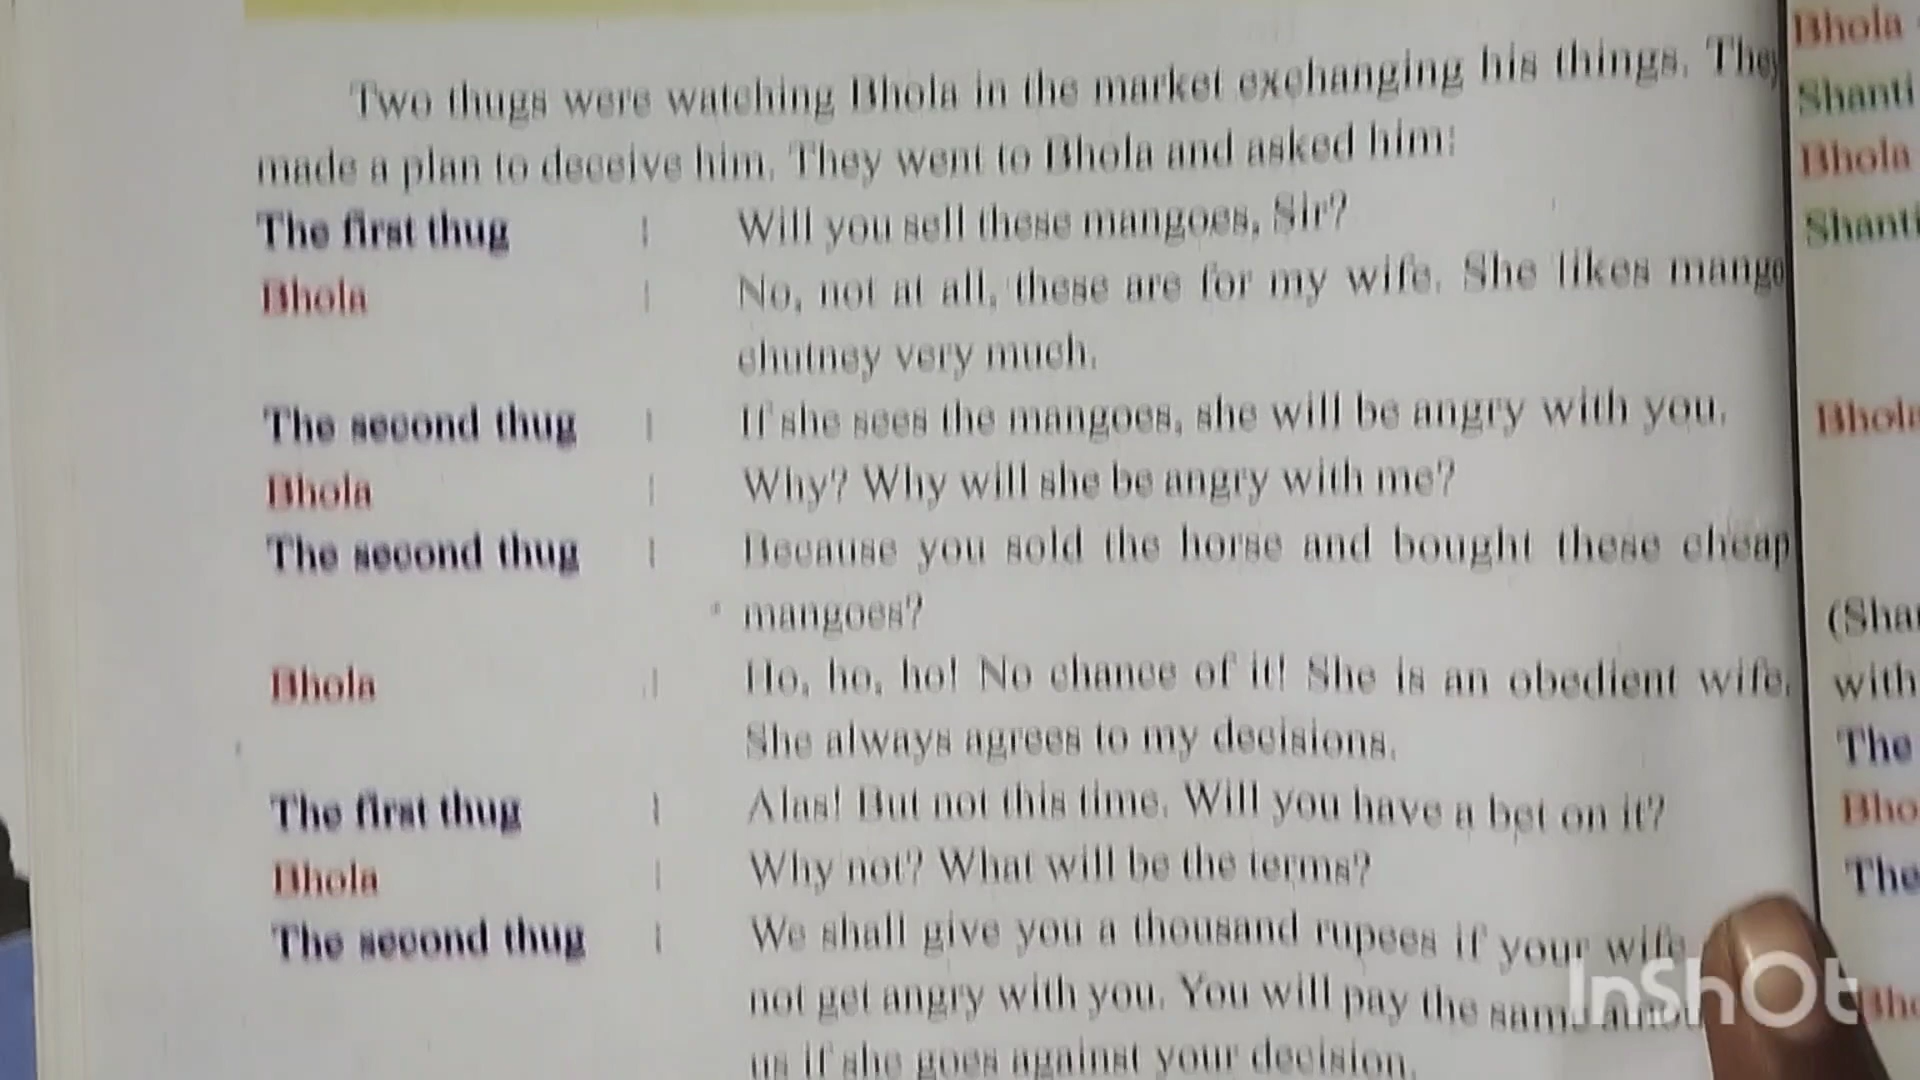 Two thugs were watching Bhola in the market exchanging his things. They
made a plan to deceive him. They went to Bhola and asked him:
The first thug : Will you sell these mangoes, Sir?
Bhola : No, not at all, these are for my wife. She likes mango
chutney very much.
The second thug : If she sees the mangoes, she will be angry with you.
Bhola : Why? Why will she be angry with me?
The second thug : Because you sold the horse and bought these cheap
mangoes?
Bhola : Ho, ho, ho! No chance of it! She is an obedient wife.
She always agrees to my decisions.
The first thug : Alas! But not this time. Will you have a bet on it?
Bhola : Why not? What will be the terms?
The second thug : We shall give you a thousand rupees if your wife
not get angry with you. You will pay the same
us if she goes against your decision.
Bhola
Shanti
Bhola
Shanti
Bhola
with
The
The
InShOt